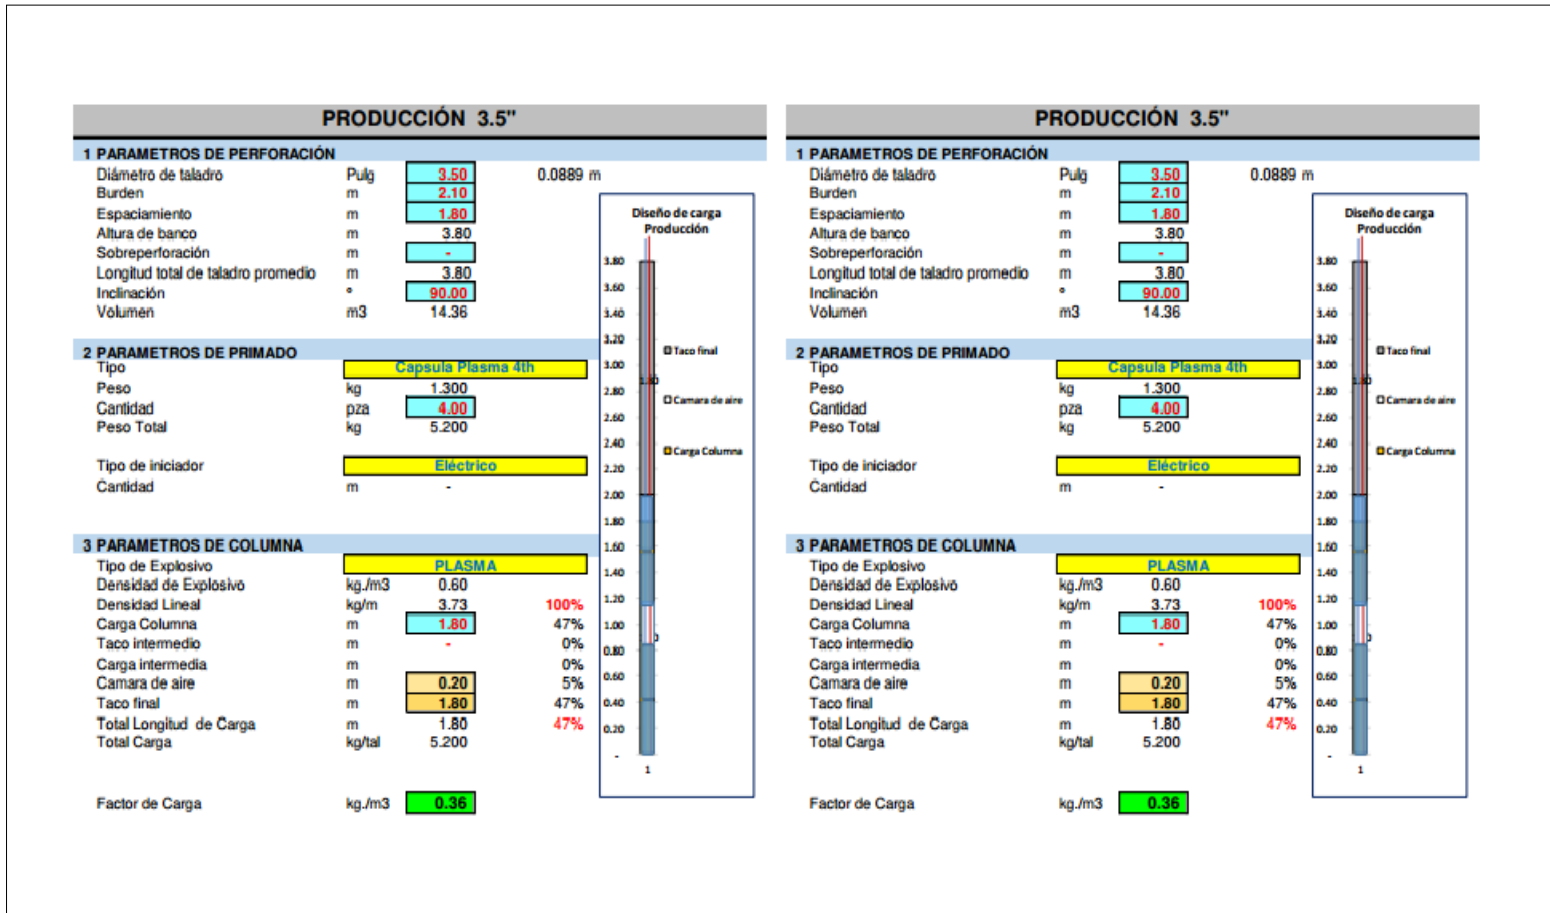 PRODUCCIÓN 3.5"
1 PARAMETROS DE PERFORACIÓN
Diámetro de taladro Pulg 3.50 0.0889 m
Burden m 2.10
Espaciamiento m 1.80
Altura de banco m 3.80
Sobreperforación m -
Longitud total de taladro promedio m 3.80
Inclinación ° 90.00
Volumen m3 14.36
2 PARAMETROS DE PRIMADO
Tipo Capsula Plasma 4th
Peso kg 1.300
Cantidad pza 4.00
Peso Total kg 5.200
Tipo de iniciador Eléctrico
Cantidad m -
3 PARAMETROS DE COLUMNA
Tipo de Explosivo PLASMA
Densidad de Explosivo kg./m3 0.60
Densidad Lineal kg/m 3.73 100%
Carga Columna m 1.80 47%
Taco intermedio m - 0%
Carga intermedia m 0%
Camara de aire m 0.20 5%
Taco final m 1.80 47%
Total Longitud de Carga m 1.80 47%
Total Carga kg/tal 5.200
Factor de Carga kg./m3 0.36
Diseño de carga
Producción
3.80
3.60
3.40
3.20
3.00
2.80
2.60
2.40
2.20
2.00
1.80
1.60
1.40
1.20
1.00
0.80
0.60
0.40
0.20
-
1
Taco final
Camara de aire
Carga Columna
PRODUCCIÓN 3.5"
1 PARAMETROS DE PERFORACIÓN
Diámetro de taladro Pulg 3.50 0.0889 m
Burden m 2.10
Espaciamiento m 1.80
Altura de banco m 3.80
Sobreperforación m -
Longitud total de taladro promedio m 3.80
Inclinación ° 90.00
Volumen m3 14.36
2 PARAMETROS DE PRIMADO
Tipo Capsula Plasma 4th
Peso kg 1.300
Cantidad pza 4.00
Peso Total kg 5.200
Tipo de iniciador Eléctrico
Cantidad m -
3 PARAMETROS DE COLUMNA
Tipo de Explosivo PLASMA
Densidad de Explosivo kg./m3 0.60
Densidad Lineal kg/m 3.73 100%
Carga Columna m 1.80 47%
Taco intermedio m - 0%
Carga intermedia m 0%
Camara de aire m 0.20 5%
Taco final m 1.80 47%
Total Longitud de Carga m 1.80 47%
Total Carga kg/tal 5.200
Factor de Carga kg./m3 0.36
Diseño de carga
Producción
3.80
3.60
3.40
3.20
3.00
2.80
2.60
2.40
2.20
2.00
1.80
1.60
1.40
1.20
1.00
0.80
0.60
0.40
0.20
-
1
Taco final
Camara de aire
Carga Columna